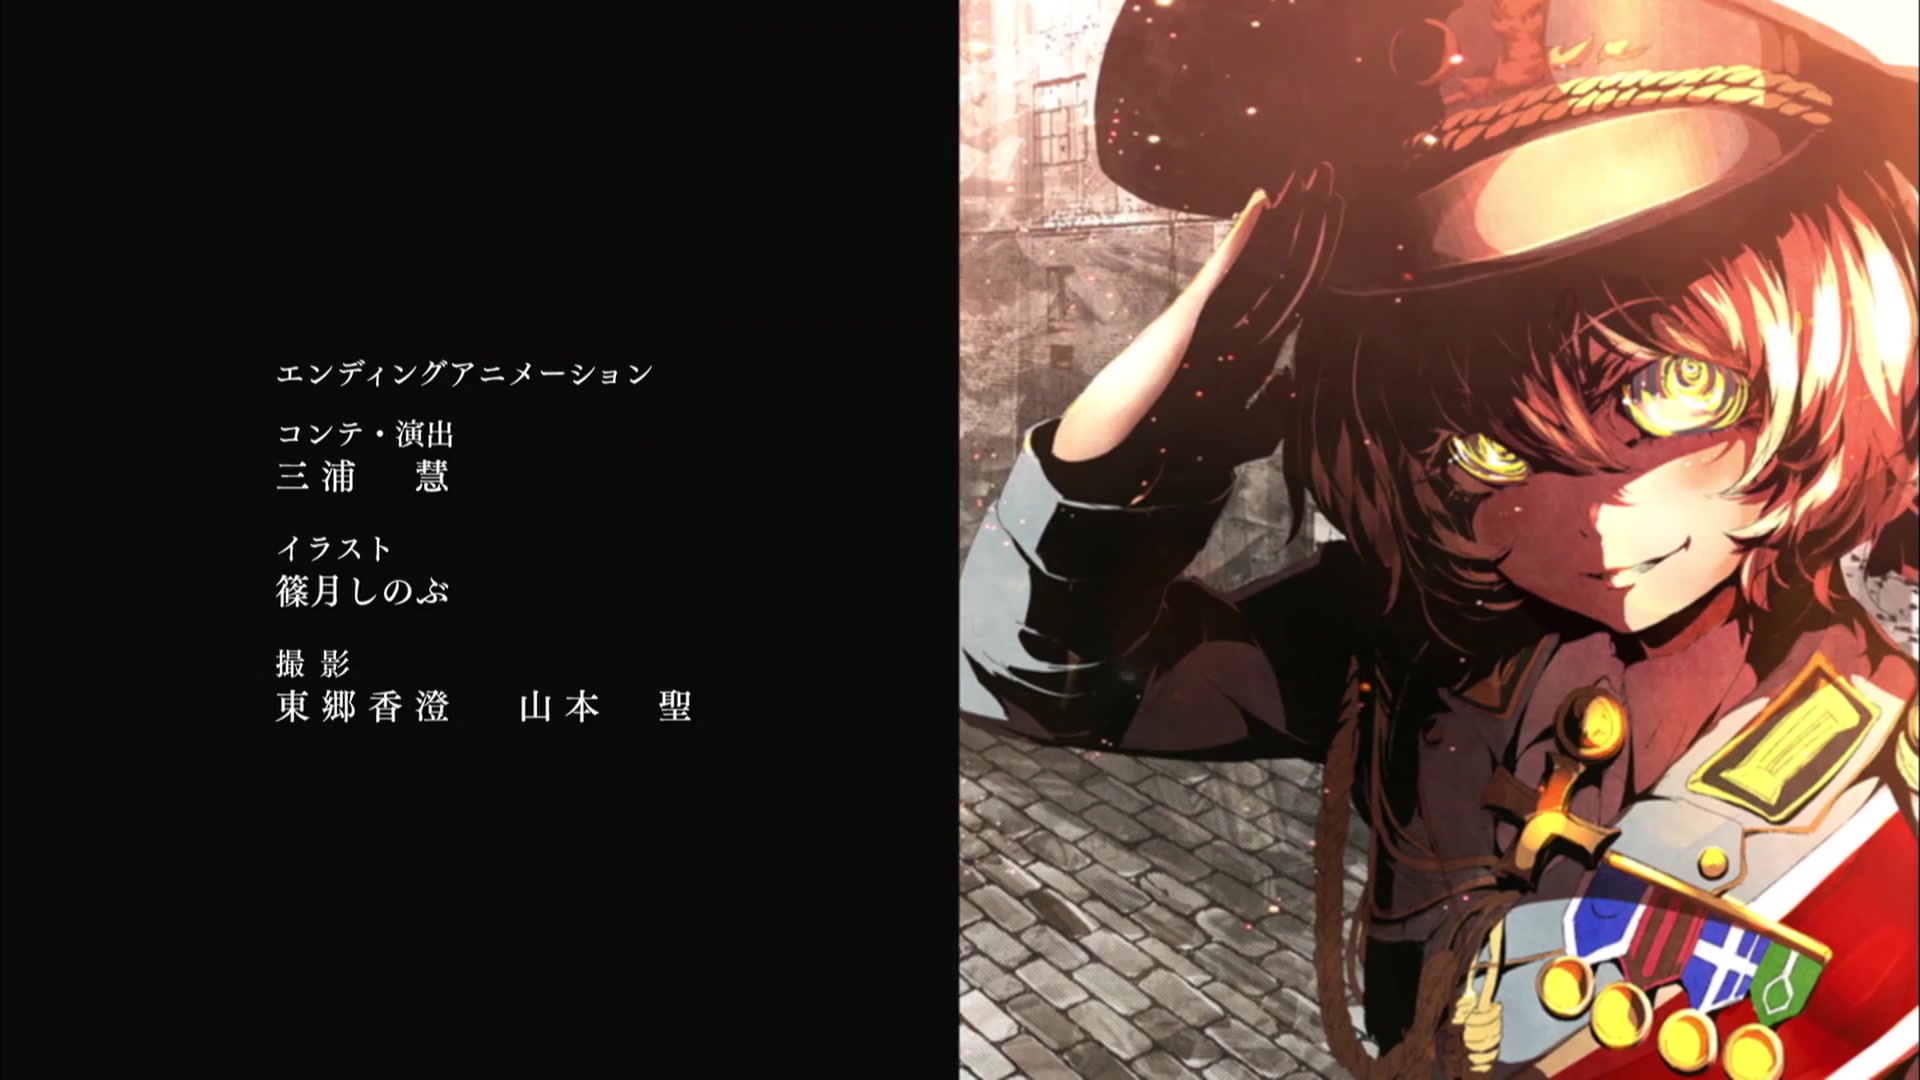 エンディングアニメーション
コンテ・演出
三浦　慧
イラスト
篠月しのぶ
撮 影
東郷香澄　山本　聖